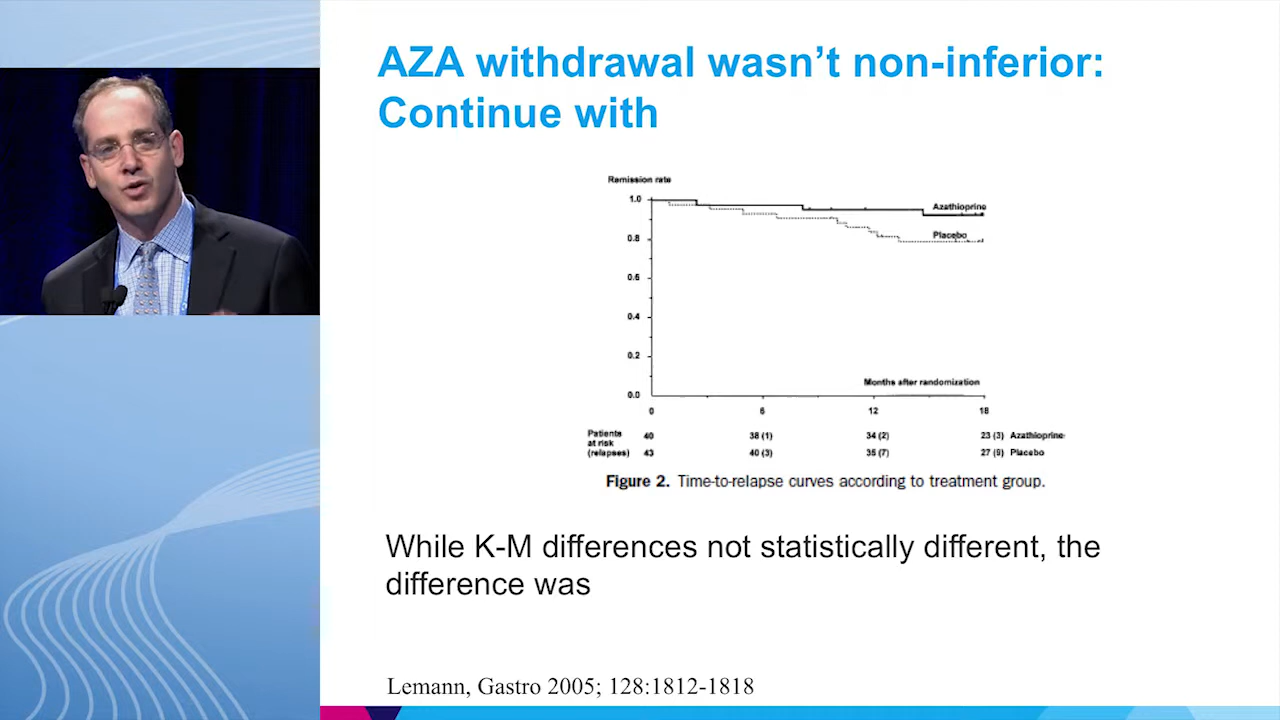 AZA withdrawal wasn’t non-inferior:
Continue with
Remission rate
1.0
0.8
0.6
0.4
0.2
0.0
Azathioprine
Placebo
Months after randomization
0 6 12 18
Patients at risk (relapses)
40 38 (1) 34 (2) 23 (3) Azathioprine
43 40 (3) 35 (7) 27 (9) Placebo
Figure 2. Time-to-relapse curves according to treatment group.
While K-M differences not statistically different, the
difference was
Lemann, Gastro 2005; 128:1812-1818